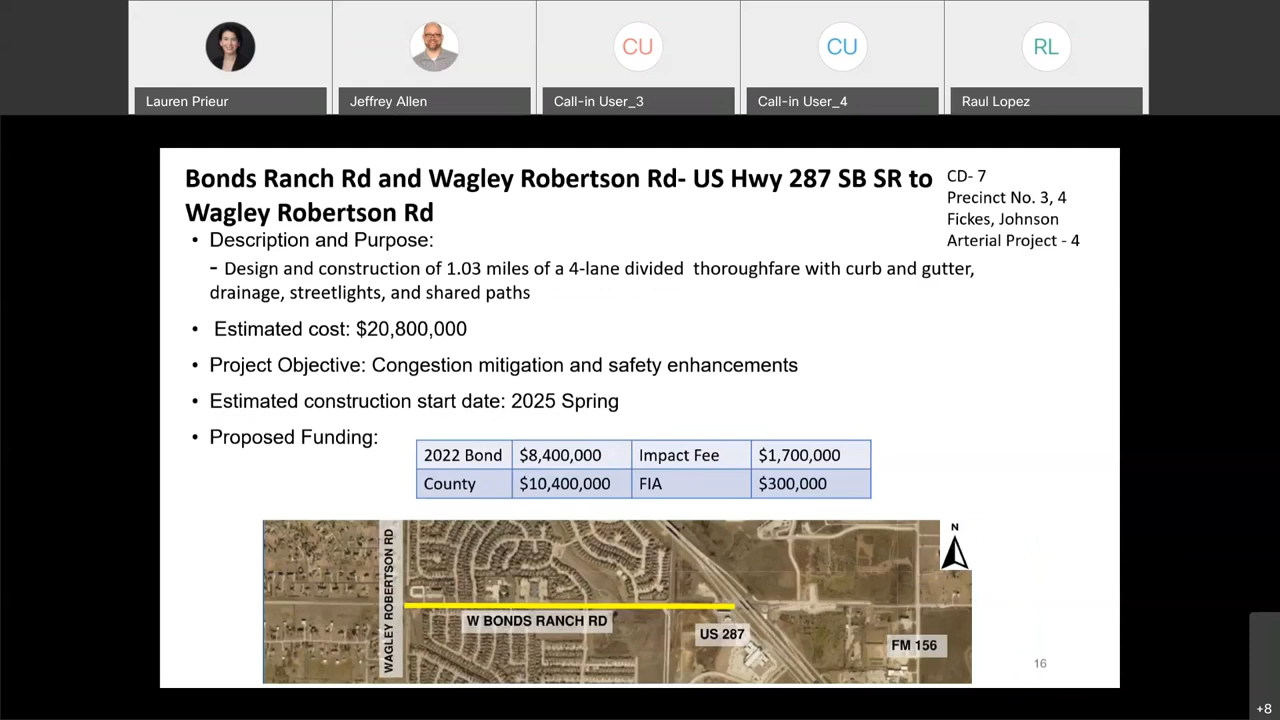 CU
CU
RL
Lauren Prieur
Jeffrey Allen
Call-in User_3
Call-in User_4
Raul Lopez
Bonds Ranch Rd and Wagley Robertson Rd- US Hwy 287 SB SR to
Wagley Robertson Rd
CD- 7
Precinct No. 3, 4
Fickes, Johnson
Arterial Project - 4
• Description and Purpose:
- Design and construction of 1.03 miles of a 4-lane divided thoroughfare with curb and gutter,
drainage, streetlights, and shared paths
• Estimated cost: $20,800,000
• Project Objective: Congestion mitigation and safety enhancements
• Estimated construction start date: 2025 Spring
• Proposed Funding:
2022 Bond $8,400,000 Impact Fee $1,700,000
County $10,400,000 FIA $300,000
WAGLEY ROBERTSON RD
W BONDS RANCH RD
US 287
FM 156
N
16
+8